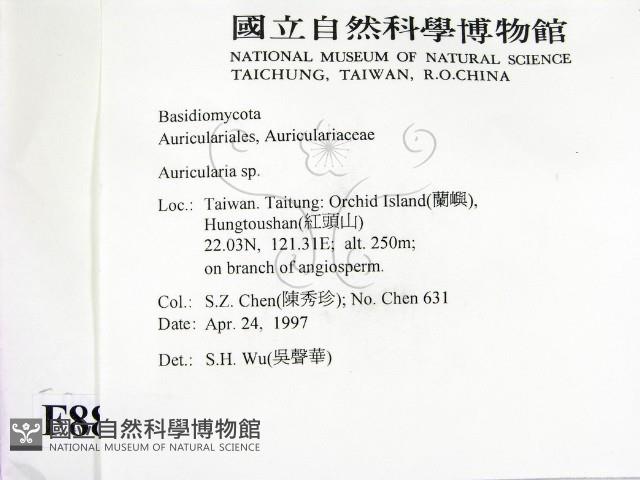 國立自然科學博物館
NATIONAL MUSEUM OF NATURAL SCIENCE
TAICHUNG, TAIWAN, R.O.CHINA
Basidiomycota
Auriculariales, Auriculariaceae
Auricularia sp.
Loc.: Taiwan. Taitung: Orchid Island(蘭嶼),
Hungtoushan(紅頭山)
22.03N, 121.31E; alt. 250m;
on branch of angiosperm.
Col.: S.Z. Chen(陳秀珍); No. Chen 631
Date: Apr. 24, 1997
Det.: S.H. Wu(吳聲華)
F88
國立自然科學博物館
NATIONAL MUSEUM OF NATURAL SCIENCE